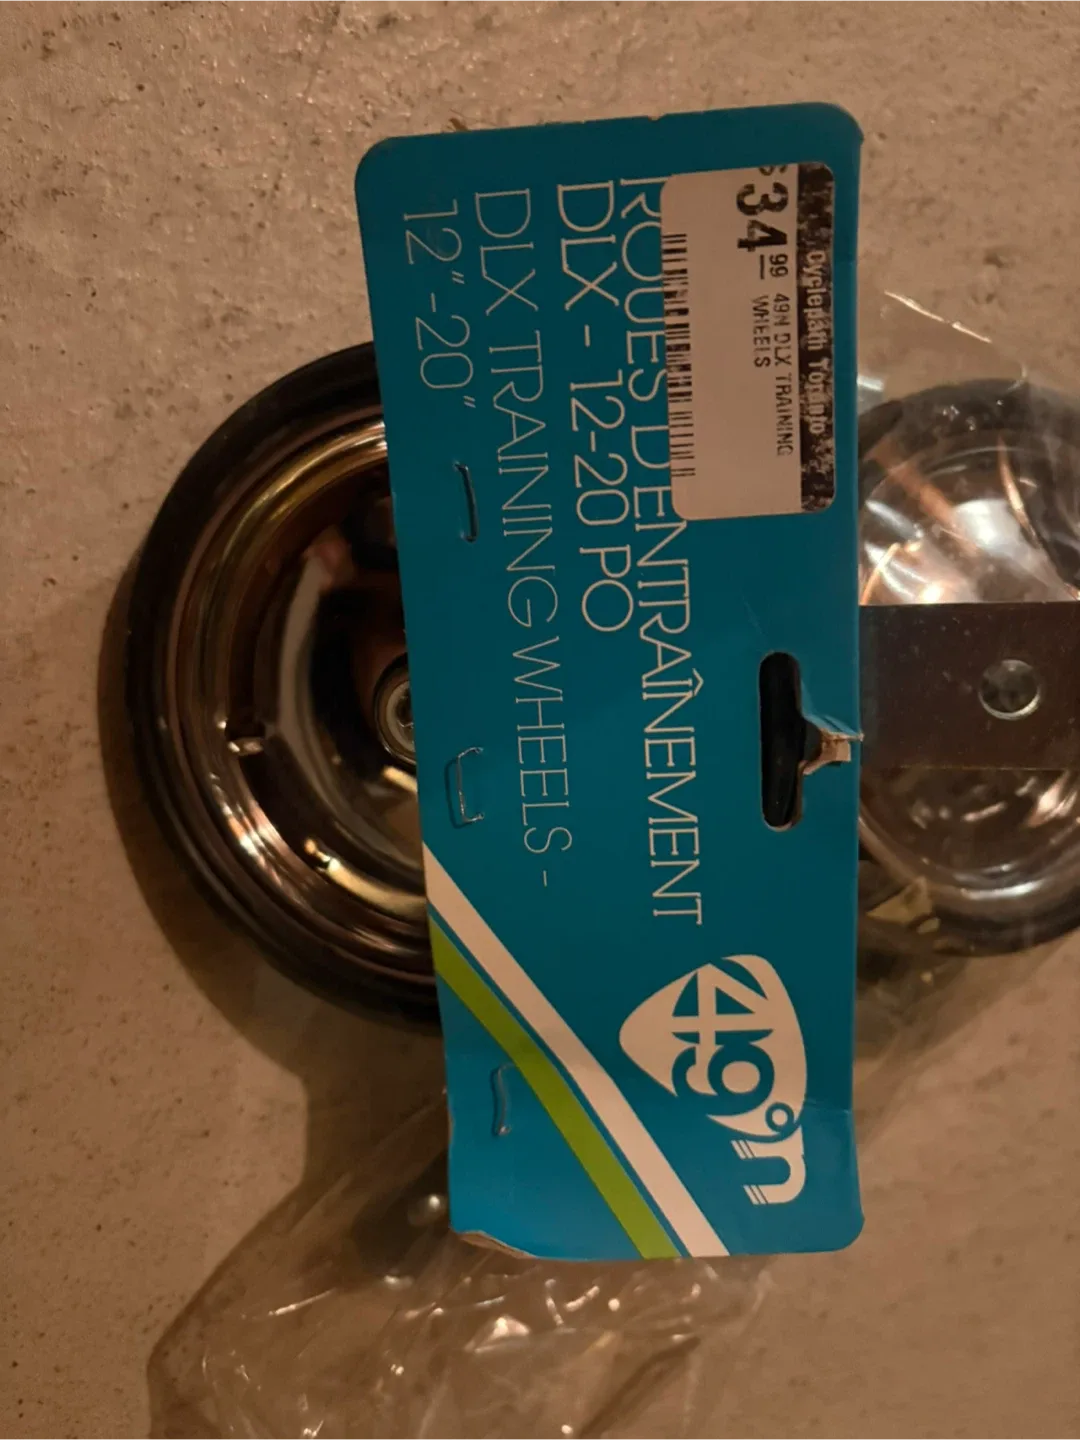 Cyclepath Toronto
$34.99
49N DLX TRAINING
WHEELS
ROUES D'ENTRAÎNEMENT
DLX - 12-20 PO
DLX TRAINING WHEELS -
12" - 20"
49°n